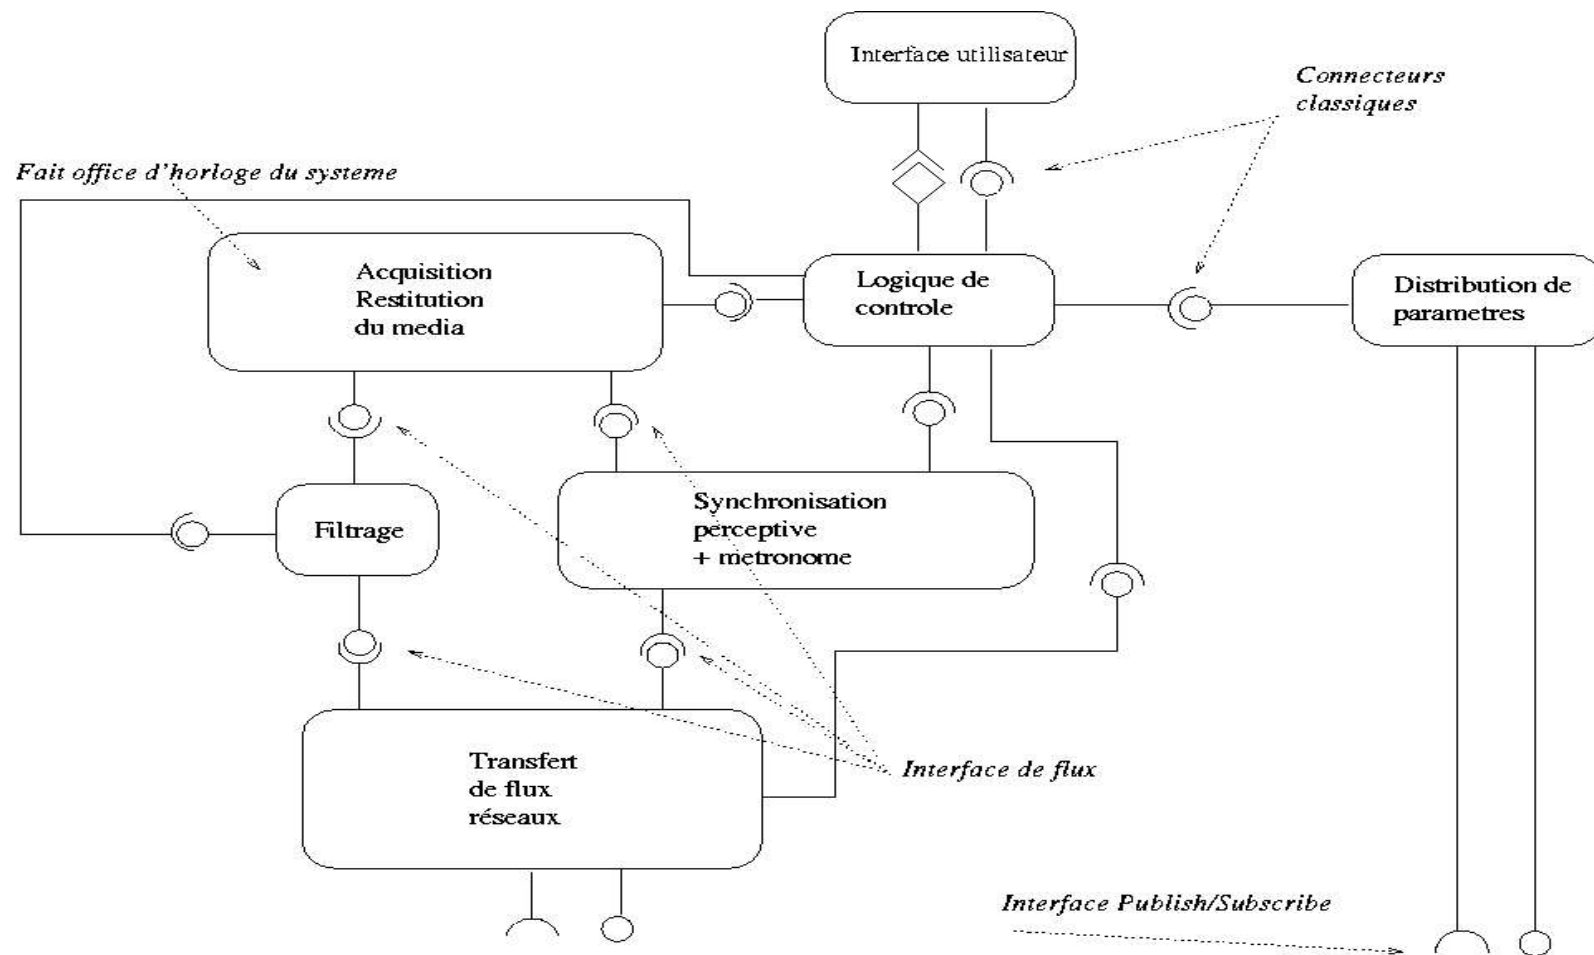 Interface utilisateur
Connecteurs
classiques
Fait office d'horloge du systeme
Acquisition
Restitution
du media
Logique de
controle
Distribution de
parametres
Filtrage
Synchronisation
perceptive
+ metronome
Transfert
de flux
réseaux
Interface de flux
Interface Publish/Subscribe